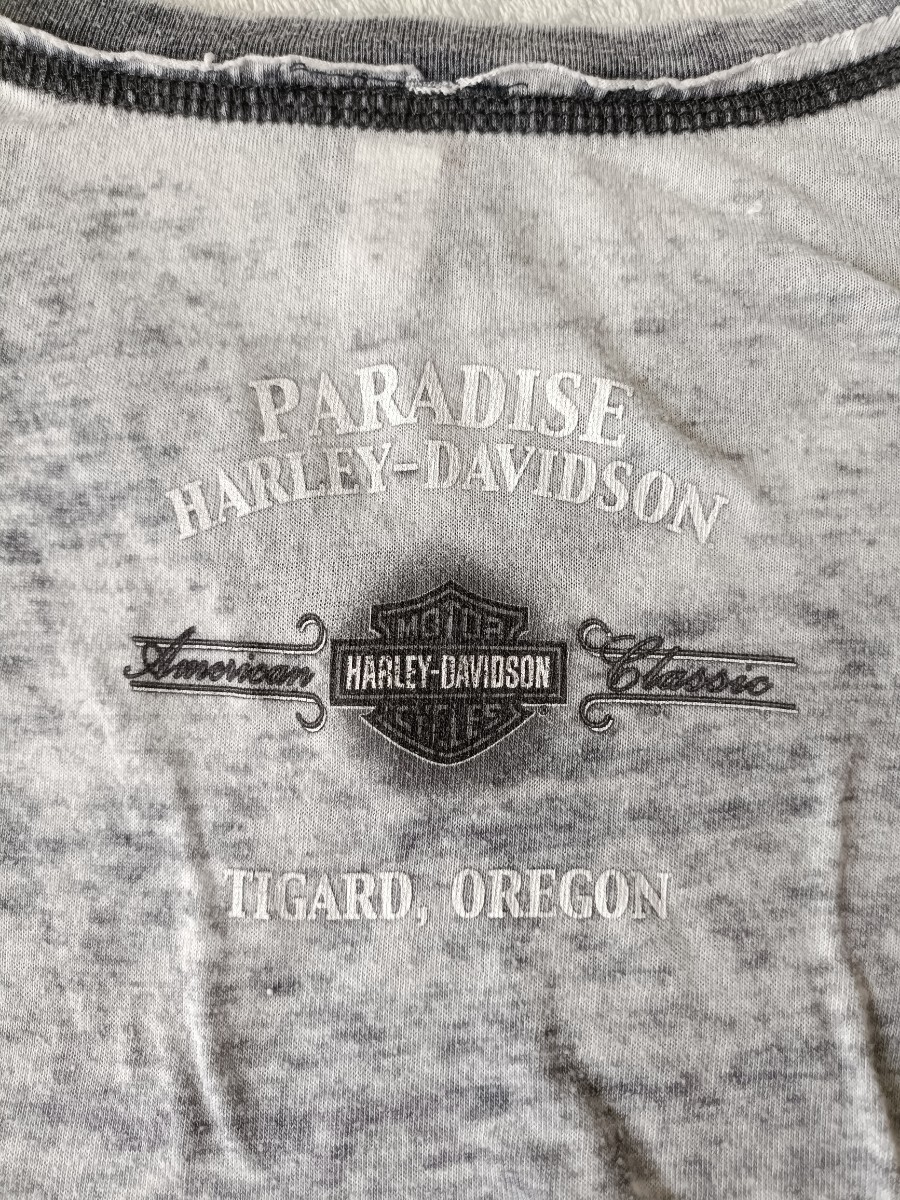 PARADISE
HARLEY-DAVIDSON
MOTOR
American HARLEY-DAVIDSON Classic
CYCLES
TIGARD, OREGON